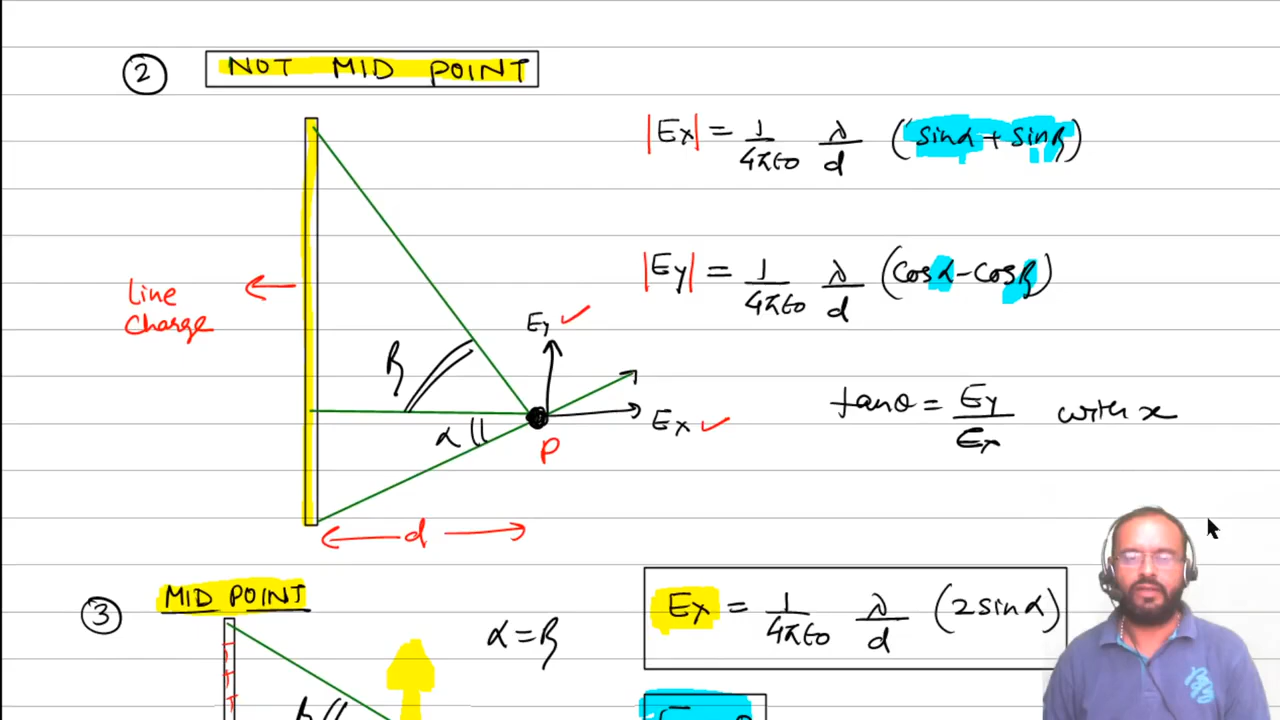 ② NOT MID POINT
|Ex| = 1/4πε0 λ/d (sinα + sinβ)
|Ey| = 1/4πε0 λ/d (cosα - cosβ)
Line
Charge
Ey ✓
β
Ex ✓
α
P
tanθ = Ey/Ex with x
d
③ MID POINT
α = β
Ex = 1/4πε0 λ/d (2sinα)
β